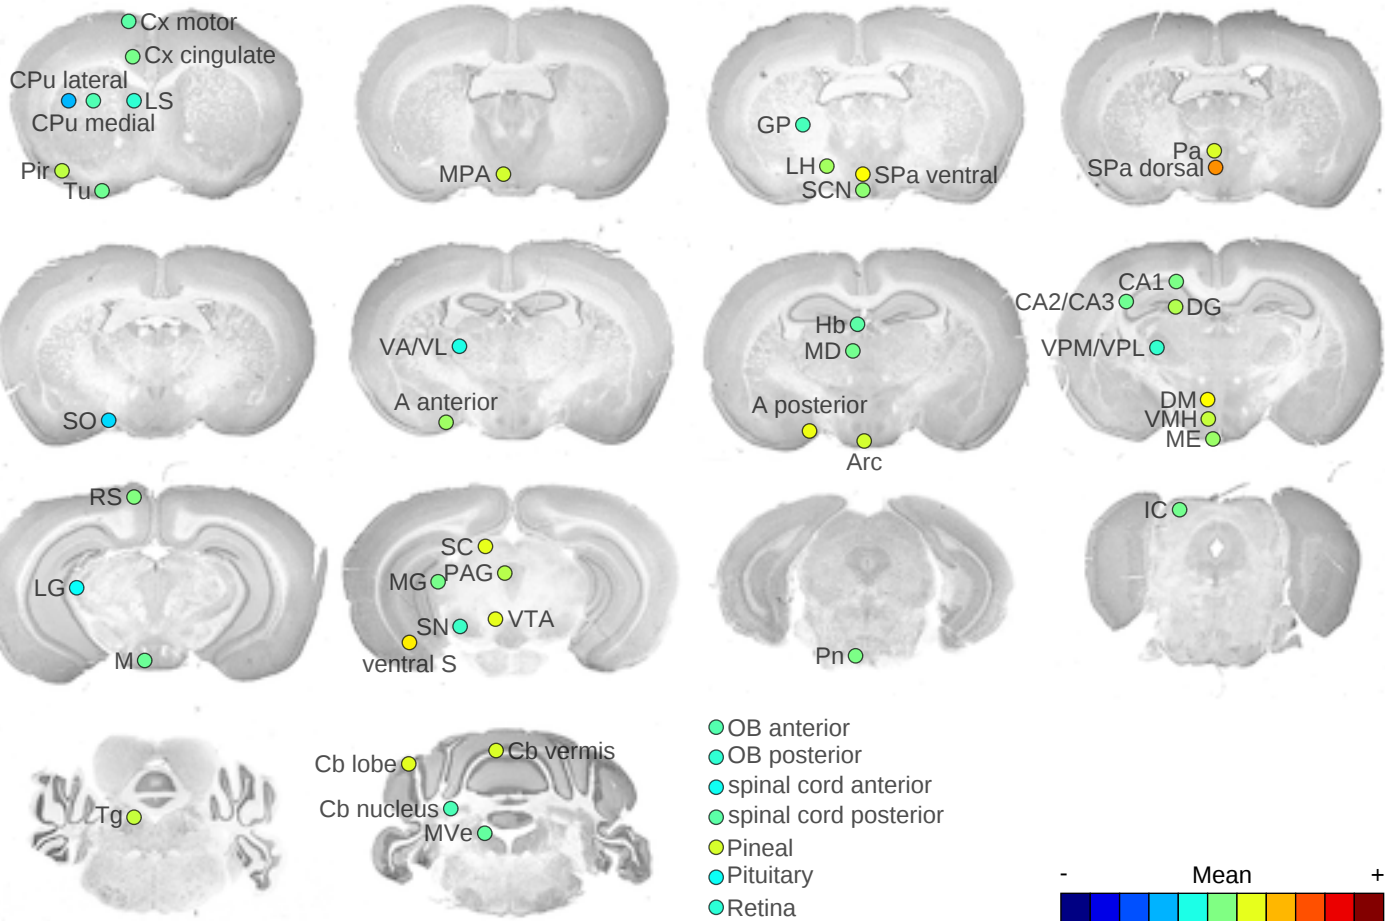 Cx motor
Cx cingulate
CPu lateral
LS
CPu medial
Pir
Tu
MPA
GP
LH
SPa ventral
SCN
Pa
SPa dorsal
SO
VA/VL
A anterior
Hb
MD
A posterior
Arc
CA1
CA2/CA3
DG
VPM/VPL
DM
VMH
ME
RS
LG
M
SC
MG
PAG
SN
VTA
ventral S
Pn
IC
Tg
Cb lobe
Cb vermis
Cb nucleus
MVe
OB anterior
OB posterior
spinal cord anterior
spinal cord posterior
Pineal
Pituitary
Retina
- Mean +